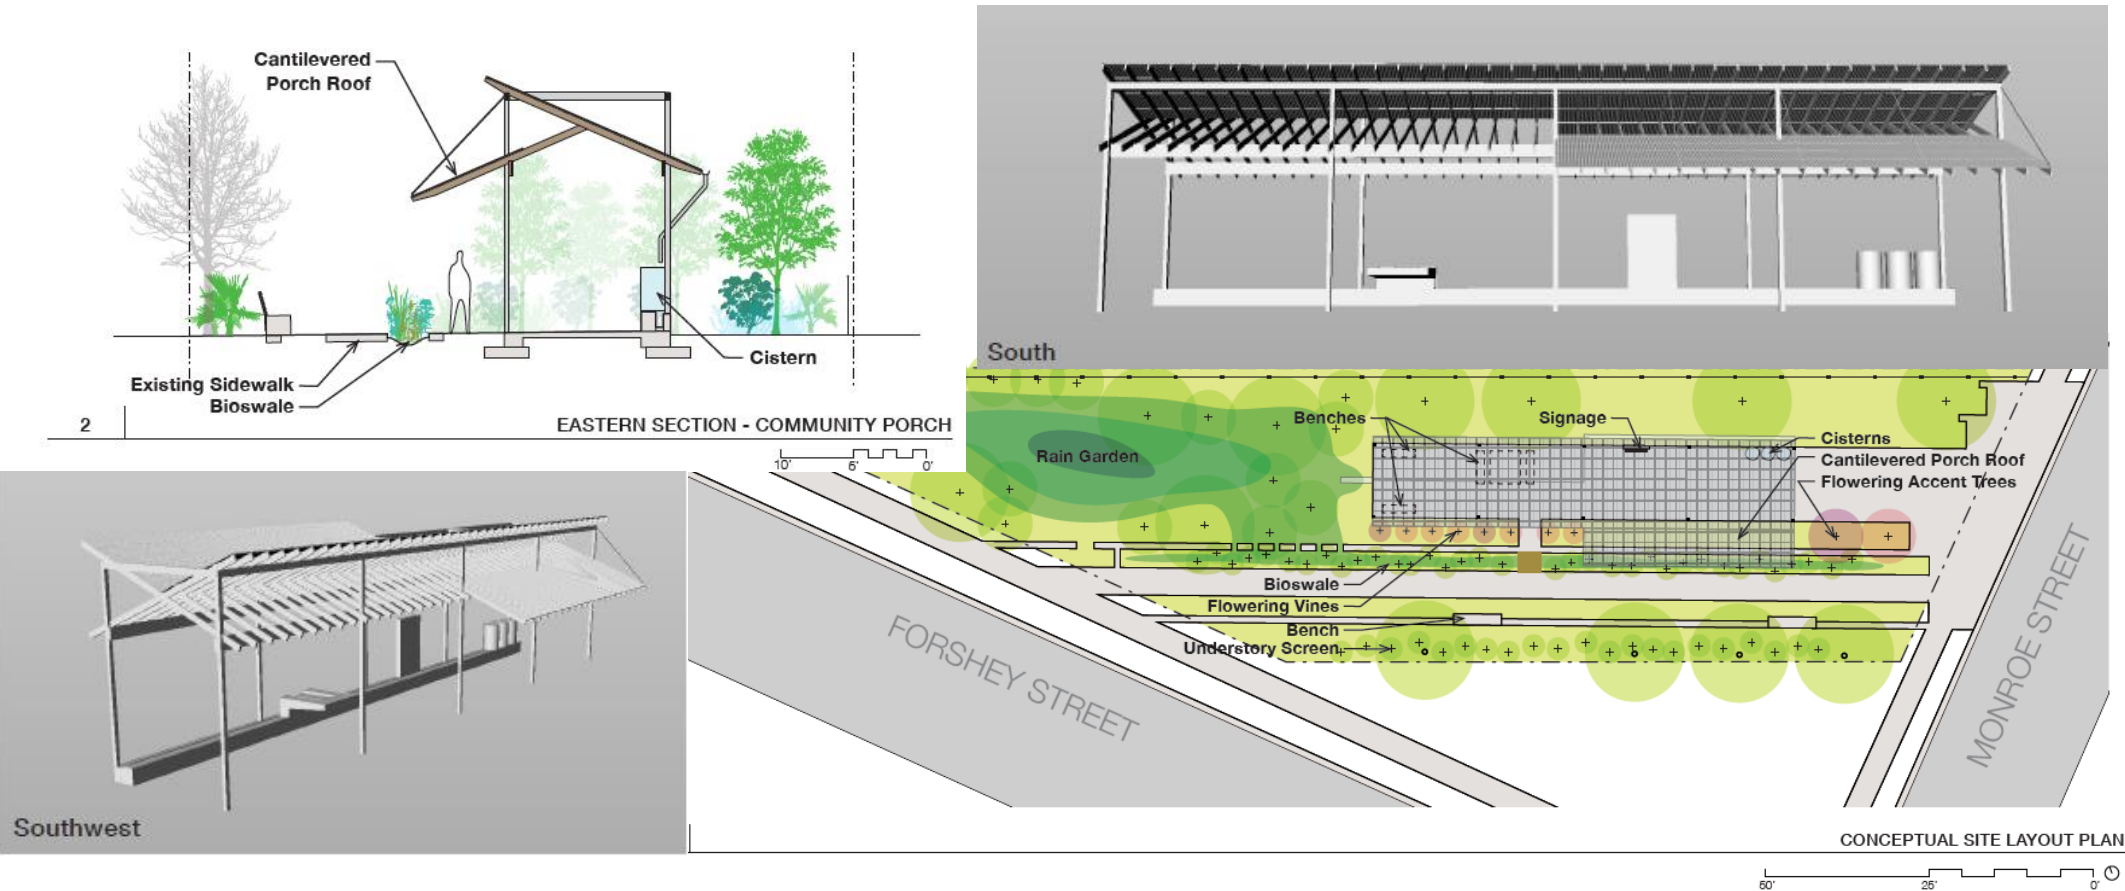 Cantilevered
Porch Roof
Existing Sidewalk
Bioswale
Cistern
2
EASTERN SECTION - COMMUNITY PORCH
10'
5'
0'
South
Southwest
Rain Garden
Benches
Signage
Cisterns
Cantilevered Porch Roof
Flowering Accent Trees
Bioswale
Flowering Vines
Bench
Understory Screen
FORSHEY STREET
MONROE STREET
CONCEPTUAL SITE LAYOUT PLAN
50'
25'
0'